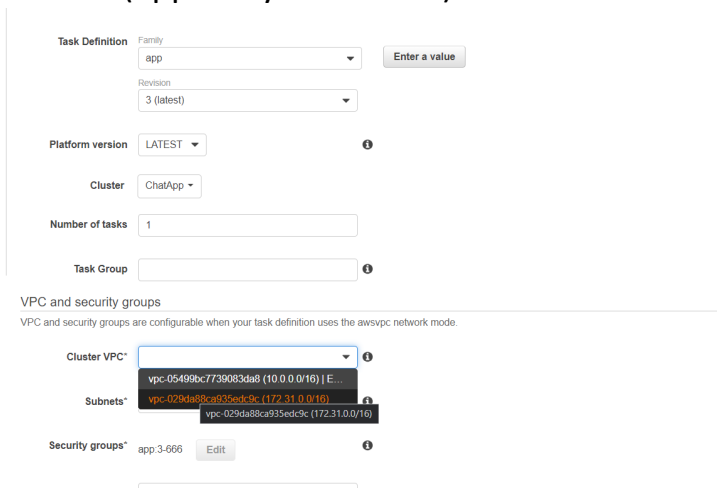 Task Definition
Family
app
Enter a value
Revision
3 (latest)
Platform version LATEST
Cluster ChatApp
Number of tasks 1
Task Group
VPC and security groups
VPC and security groups are configurable when your task definition uses the awsvpc network mode.
Cluster VPC*
vpc-05499bc7739083da8 (10.0.0.0/16) | E...
Subnets* vpc-029da88ca935edc9c (172.31.0.0/16)
vpc-029da88ca935edc9c (172.31.0.0/16)
Security groups* app:3-666 Edit